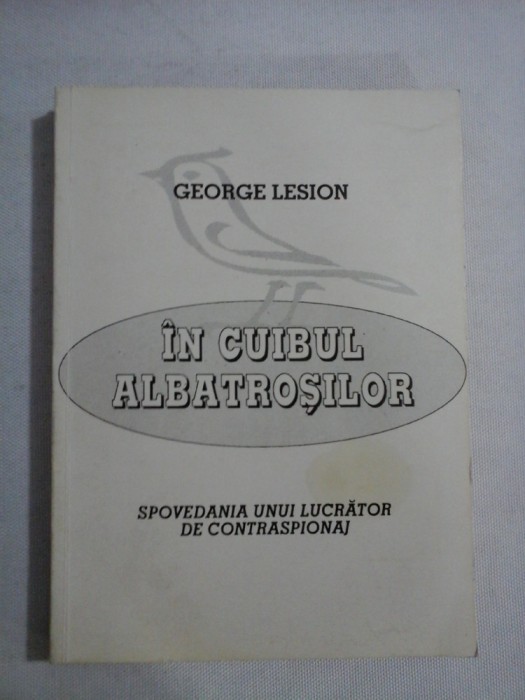 GEORGE LESION
ÎN CUIBUL
ALBATROȘILOR
SPOVEDANIA UNUI LUCRĂTOR
DE CONTRASPIONAJ